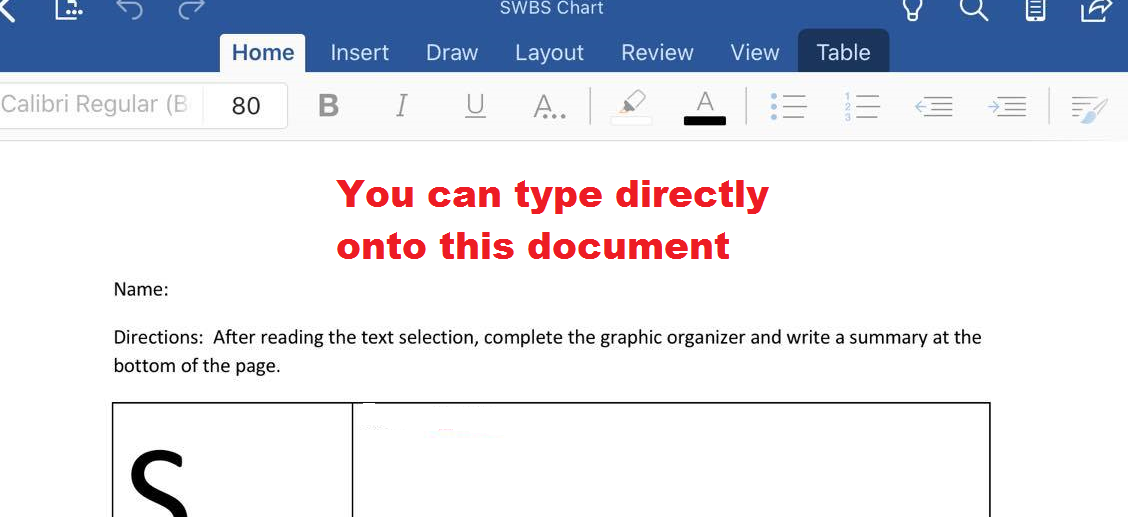 SWBS Chart
Home Insert Draw Layout Review View Table
Calibri Regular (B 80 B I U A... A
You can type directly
onto this document
Name:
Directions:  After reading the text selection, complete the graphic organizer and write a summary at the
bottom of the page.
S